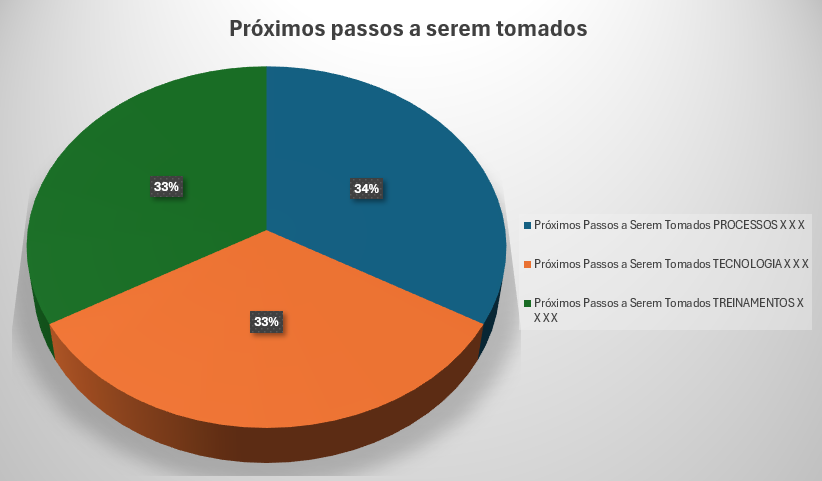 Próximos passos a serem tomados
33%
34%
33%
Próximos Passos a Serem Tomados PROCESSOS X X X
Próximos Passos a Serem Tomados TECNOLOGIA X X X
Próximos Passos a Serem Tomados TREINAMENTOS X
X X X